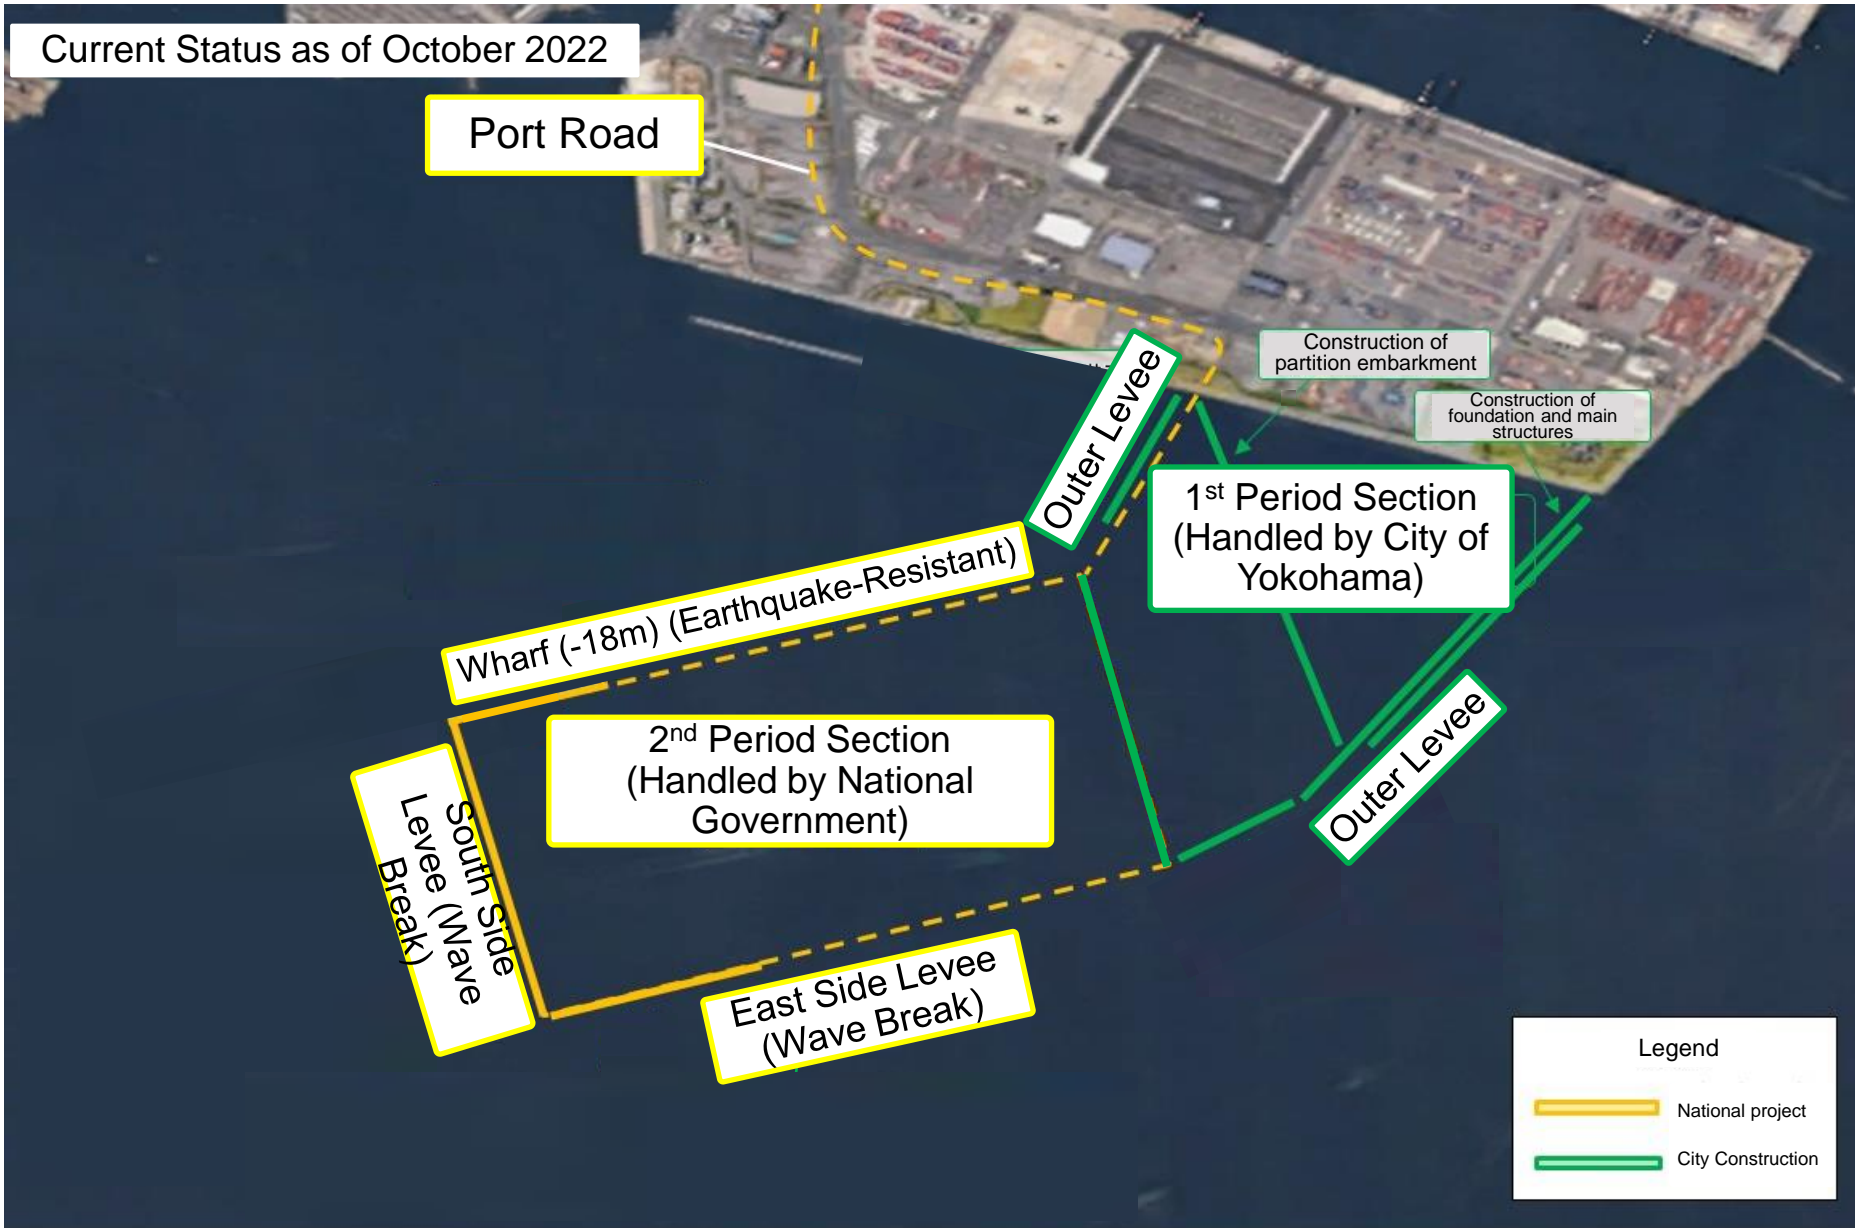 Current Status as of October 2022
Port Road
Construction of
partition embarkment
Construction of
foundation and main
structures
Outer Levee
1st Period Section
(Handled by City of
Yokohama)
Wharf (-18m) (Earthquake-Resistant)
2nd Period Section
(Handled by National
Government)
Outer Levee
South Side
Levee (Wave
Break)
East Side Levee
(Wave Break)
Legend
National project
City Construction